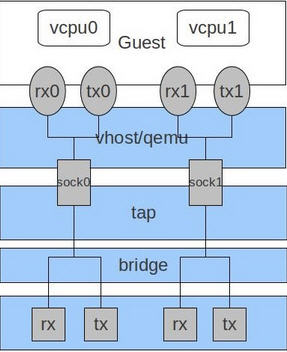 vcpu0
vcpu1
Guest
rx0
tx0
rx1
tx1
vhost/qemu
sock0
sock1
tap
bridge
rx
tx
rx
tx